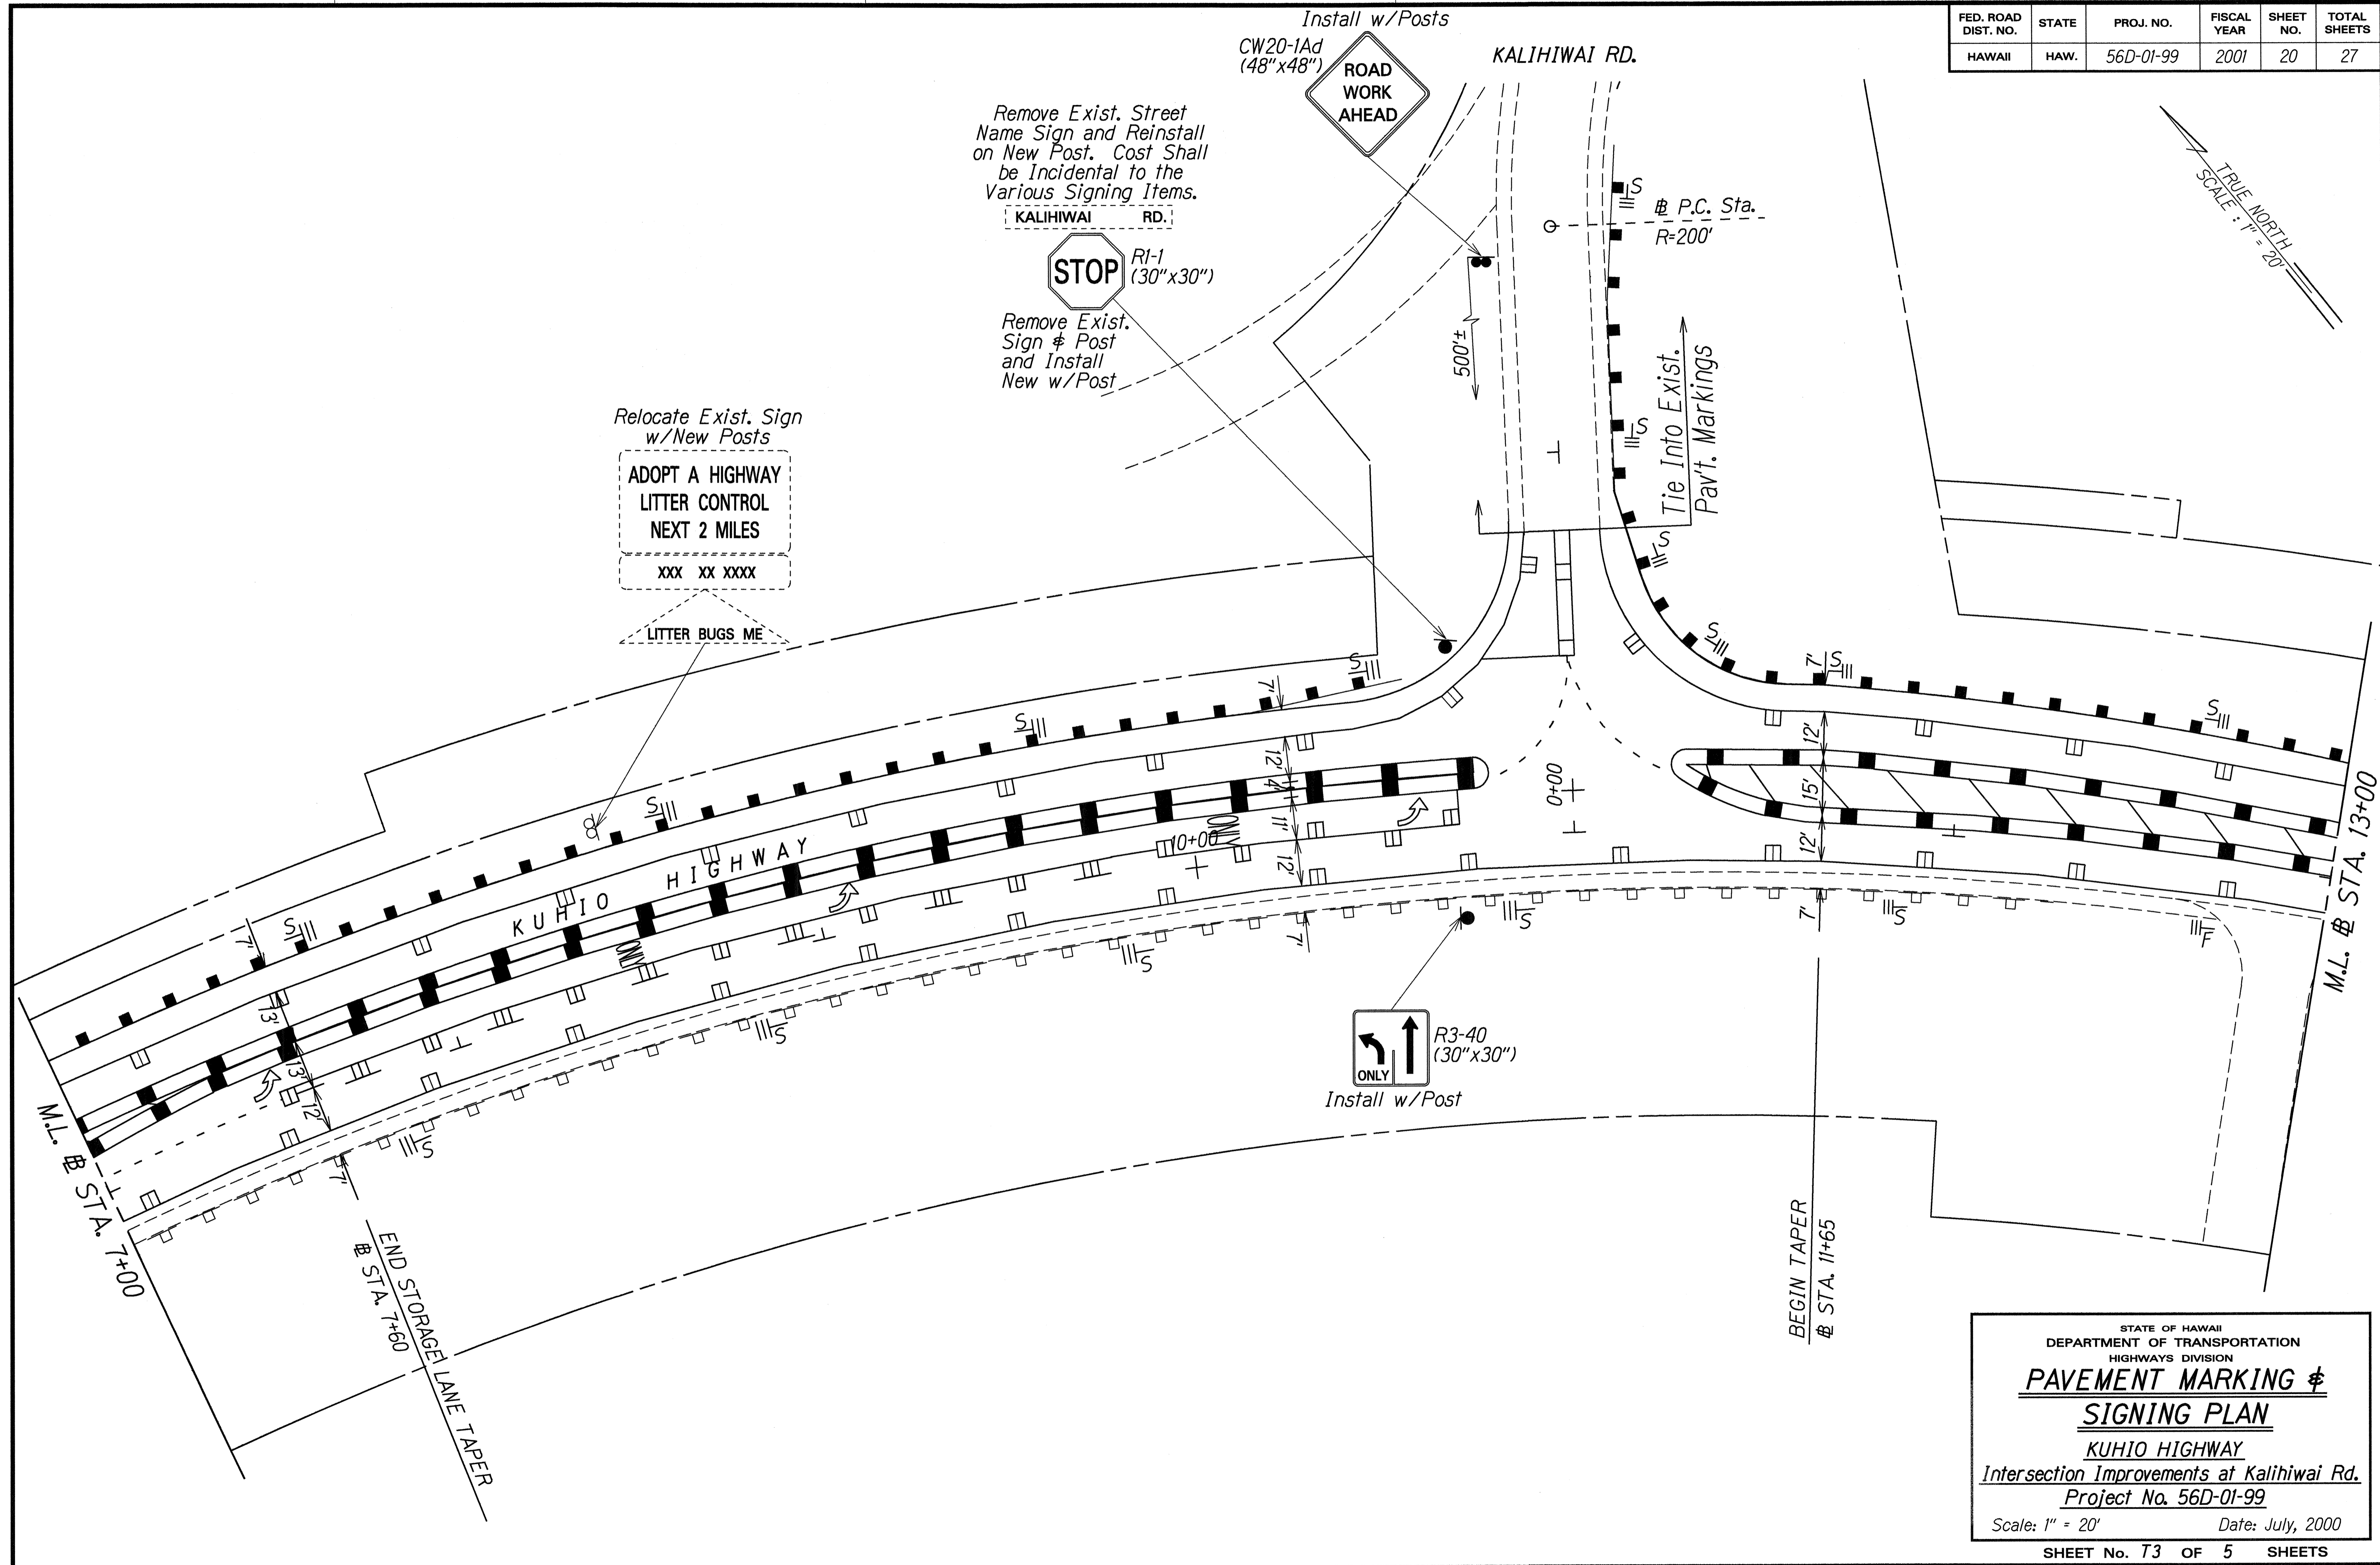 FED. ROAD DIST. NO. STATE PROJ. NO. FISCAL YEAR SHEET NO. TOTAL SHEETS
HAWAII HAW. 56D-01-99 2001 20 27
Install w/Posts
CW20-1Ad
(48"x48")
ROAD
WORK
AHEAD
KALIHIWAI RD.
Remove Exist. Street
Name Sign and Reinstall
on New Post. Cost Shall
be Incidental to the
Various Signing Items.
KALIHIWAI RD.
STOP
R1-1
(30"x30")
Remove Exist.
Sign & Post
and Install
New w/Post
TRUE NORTH
SCALE : 1" = 20'
S
℄ P.C. Sta.
R=200'
500'±
Tie Into Exist.
Pav't. Markings
S
S
S
S
S
Relocate Exist. Sign
w/New Posts
ADOPT A HIGHWAY
LITTER CONTROL
NEXT 2 MILES
XXX XX XXXX
LITTER BUGS ME
S
S
S
S
7'
7'
7'
12'
4'
11'
12'
12'
15'
12'
0+00
10+00
ONLY
ONLY
KUHIO HIGHWAY
13'
13'
12'
7'
7'
7'
S
S
S
S
S
F
R3-40
(30"x30")
ONLY
Install w/Post
M.L. ℄ STA. 7+00
M.L. ℄ STA. 13+00
END STORAGE LANE TAPER
℄ STA. 7+60
BEGIN TAPER
℄ STA. 11+65
STATE OF HAWAII
DEPARTMENT OF TRANSPORTATION
HIGHWAYS DIVISION
PAVEMENT MARKING &
SIGNING PLAN
KUHIO HIGHWAY
Intersection Improvements at Kalihiwai Rd.
Project No. 56D-01-99
Scale: 1" = 20' Date: July, 2000
SHEET No. T3 OF 5 SHEETS